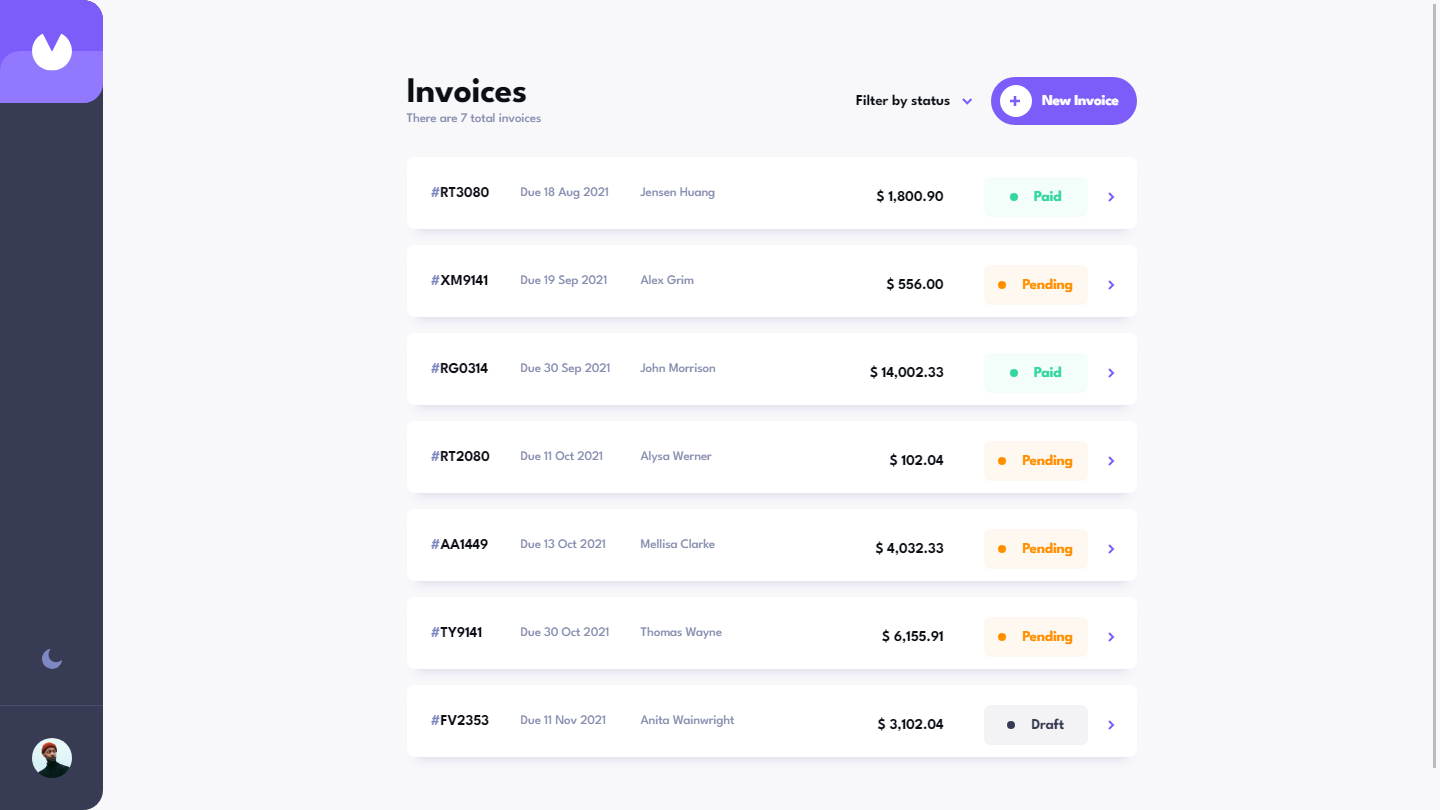 Invoices
There are 7 total invoices
Filter by status
New Invoice
#RT3080 Due 18 Aug 2021 Jensen Huang $ 1,800.90 Paid
#XM9141 Due 19 Sep 2021 Alex Grim $ 556.00 Pending
#RG0314 Due 30 Sep 2021 John Morrison $ 14,002.33 Paid
#RT2080 Due 11 Oct 2021 Alysa Werner $ 102.04 Pending
#AA1449 Due 13 Oct 2021 Mellisa Clarke $ 4,032.33 Pending
#TY9141 Due 30 Oct 2021 Thomas Wayne $ 6,155.91 Pending
#FV2353 Due 11 Nov 2021 Anita Wainwright $ 3,102.04 Draft